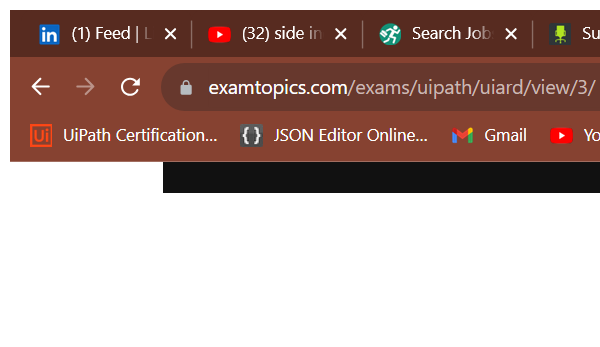 (1) Feed | (32) side in Search Job Su
examtopics.com/exams/uipath/uiard/view/3/
UiPath Certification... JSON Editor Online... Gmail Yo